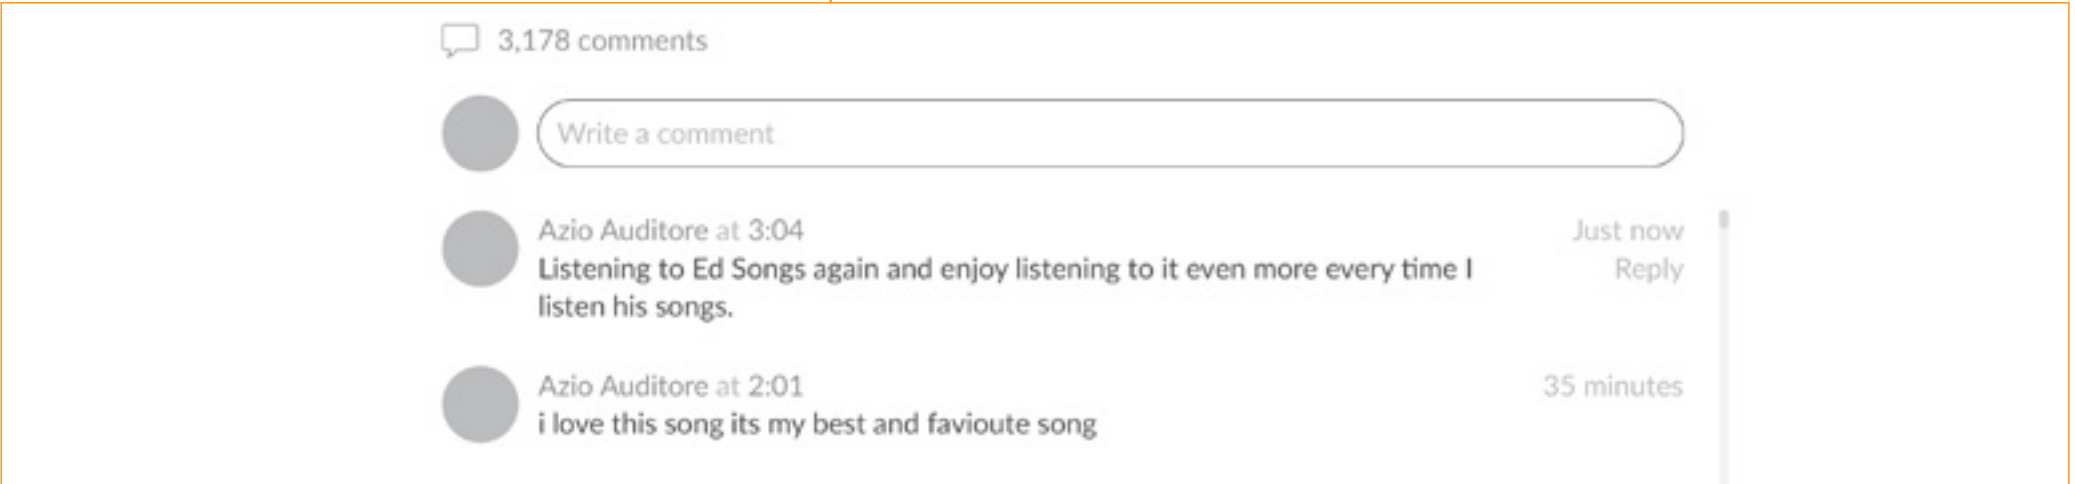 3,178 comments
Write a comment
Azio Auditore at 3:04
Just now
Listening to Ed Songs again and enjoy listening to it even more every time I
Reply
listen his songs.
Azio Auditore at 2:01
35 minutes
i love this song its my best and favioute song